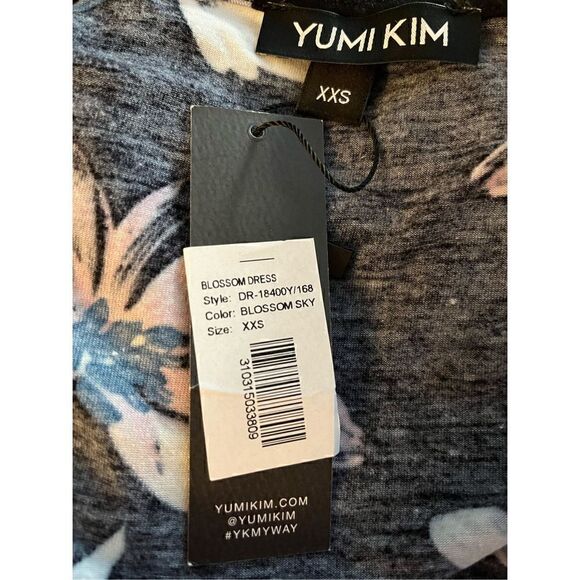 YUMI KIM
XXS
BLOSSOM DRESS
Style: DR-18400Y/168
Color: BLOSSOM SKY
Size: XXS
310315033809
YUMIKIM.COM
@YUMIKIM
#YKMYWAY